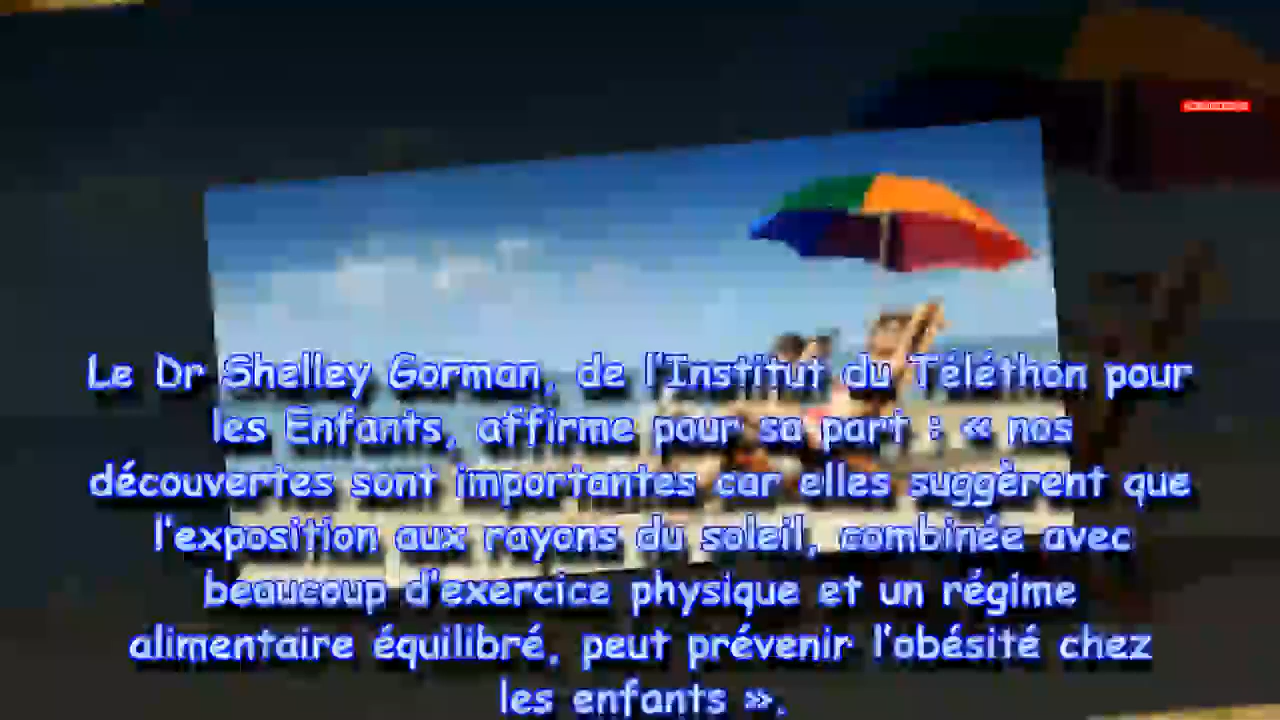 Le Dr Shelley Gorman, de l'Institut du Téléthon pour
les Enfants, affirme pour sa part : « nos
découvertes sont importantes car elles suggèrent que
l'exposition aux rayons du soleil, combinée avec
beaucoup d'exercice physique et un régime
alimentaire équilibré, peut prévenir l'obésité chez
les enfants ».